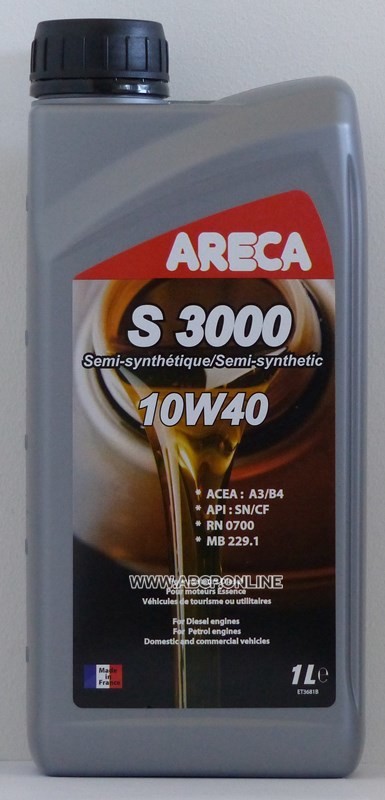 ARECA
S 3000
Semi-synthétique/Semi-synthetic
10W40
* ACEA : A3/B4
* API : SN/CF
* RN 0700
* MB 229.1
WWW.ABGPONLINE
Pour moteurs Essence
Véhicules de tourisme ou utilitaires
For Diesel engines
For Petrol engines
Domestic and commercial vehicles
Made
in
France
1L e
ET3681B